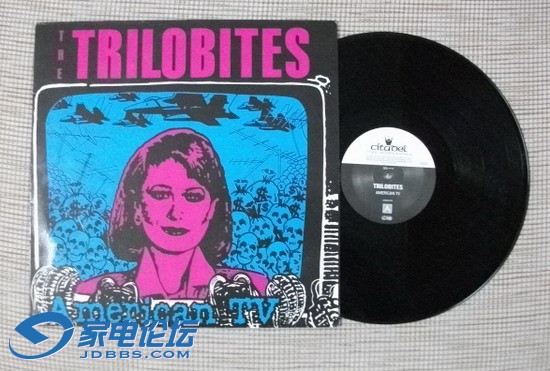 THE
TRILOBITES
American TV
citadel
TRILOBITES
AMERICAN TV
A
家电论坛
JDBBS.COM